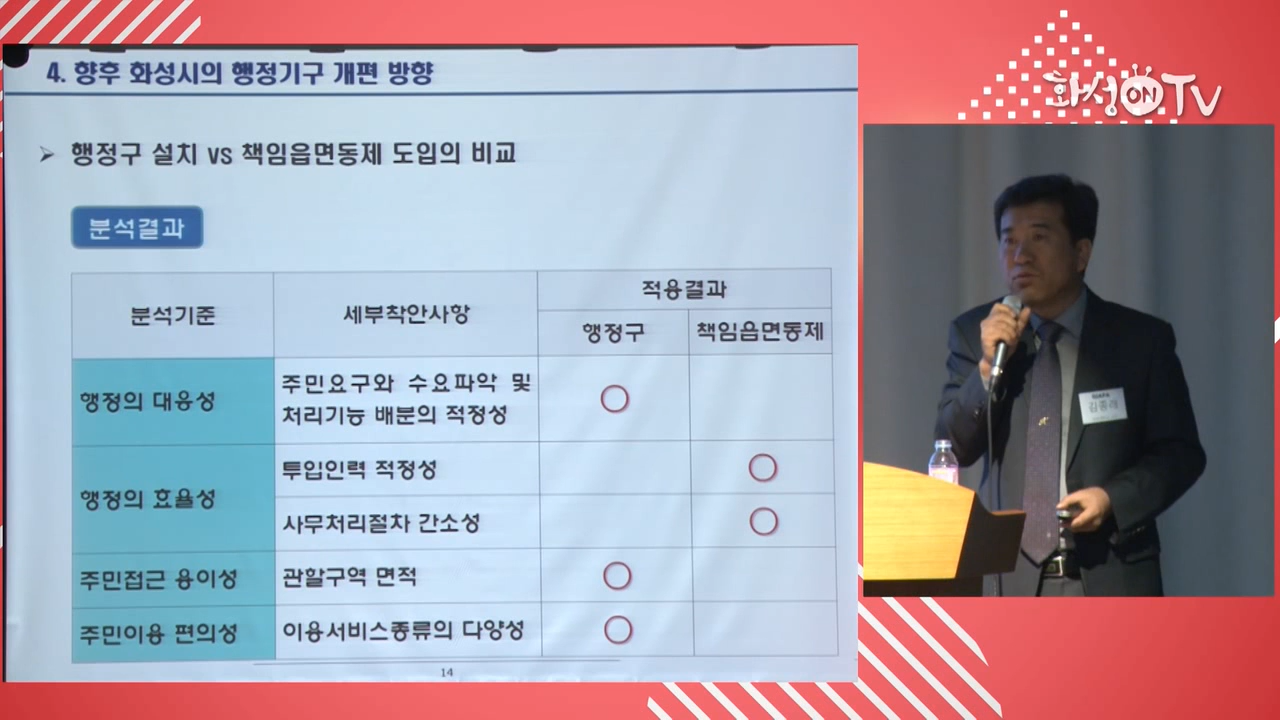 4. 향후 화성시의 행정기구 개편 방향
화성ON TV
➢ 행정구 설치 vs 책임읍면동제 도입의 비교
분석결과
분석기준
세부착안사항
적용결과
행정구
책임읍면동제
행정의 대응성
주민요구와 수요파악 및
처리기능 배분의 적정성
○
행정의 효율성
투입인력 적정성
○
사무처리절차 간소성
○
주민접근 용이성
관할구역 면적
○
주민이용 편의성
이용서비스종류의 다양성
○
14